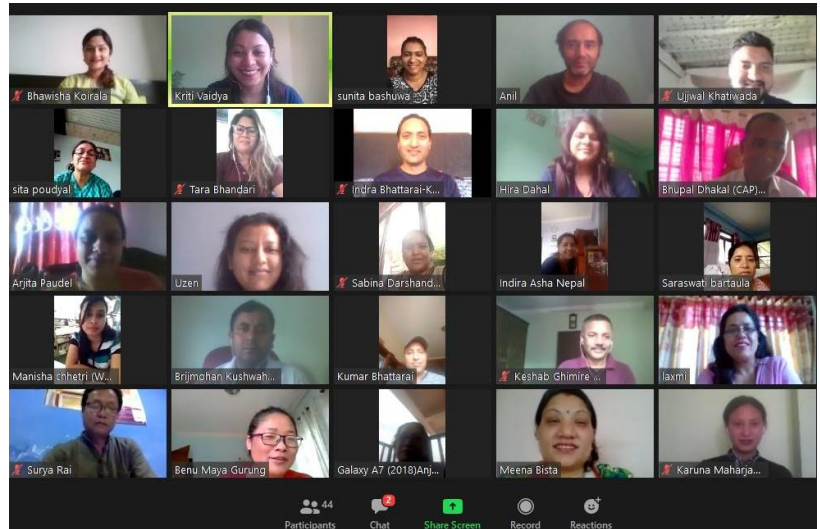 Bhawisha Koirala
Kriti Vaidya
sunita bashuwa
Anil
Ujjwal Khatiwada
sita poudyal
Tara Bhandari
Indra Bhattarai-K...
Hira Dahal
Bhupal Dhakal (CAP)...
Arjita Paudel
Uzen
Sabina Darshand...
Indira Asha Nepal
Saraswati bartaula
Manisha chhetri (W...
Brijmohan Kushwah...
Kumar Bhattarai
Keshab Ghimire ...
laxmi
Surya Rai
Benu Maya Gurung
Galaxy A7 (2018)Anj...
Meena Bista
Karuna Maharja...
44
2
Participants
Chat
Share Screen
Record
Reactions